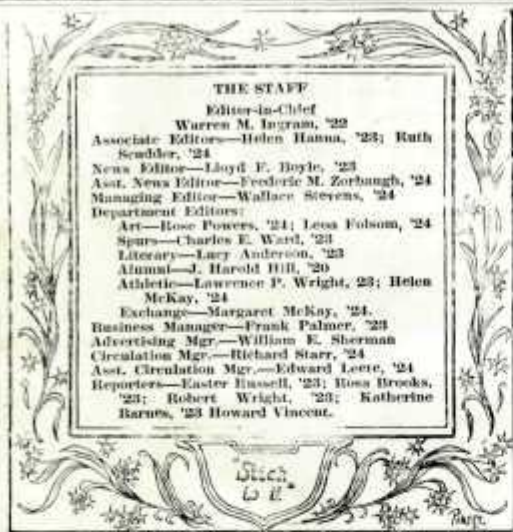 THE STAFF
Editor-in-Chief
Warren M. Ingram, '22
Associate Editors—Helen Hanna, '23; Ruth
Scudder, '24
News Editor—Lloyd F. Boyle, '23
Asst. News Editor—Frederic M. Zorbaugh, '24
Managing Editor—Wallace Stevens, '24
Department Editors:
Art—Rose Powers, '24; Leon Folsom, '24
Spurs—Charles E. Ward, '23
Literary—Lucy Anderson, '23
Alumni—J. Harold Hill, '20
Athletic—Lawrence P. Wright, 23; Helen
McKay, '24
Exchange—Margaret McKay, '24.
Business Manager—Frank Palmer, '23
Advertising Mgr.—William E. Sherman
Circulation Mgr.—Richard Starr, '24
Asst. Circulation Mgr.—Edward Leete, '24
Reporters—Easter Russell, '23; Rosa Brooks,
'23; Robert Wright, '23; Katherine
Barnes, '23 Howard Vincent.
"Stick
to it"